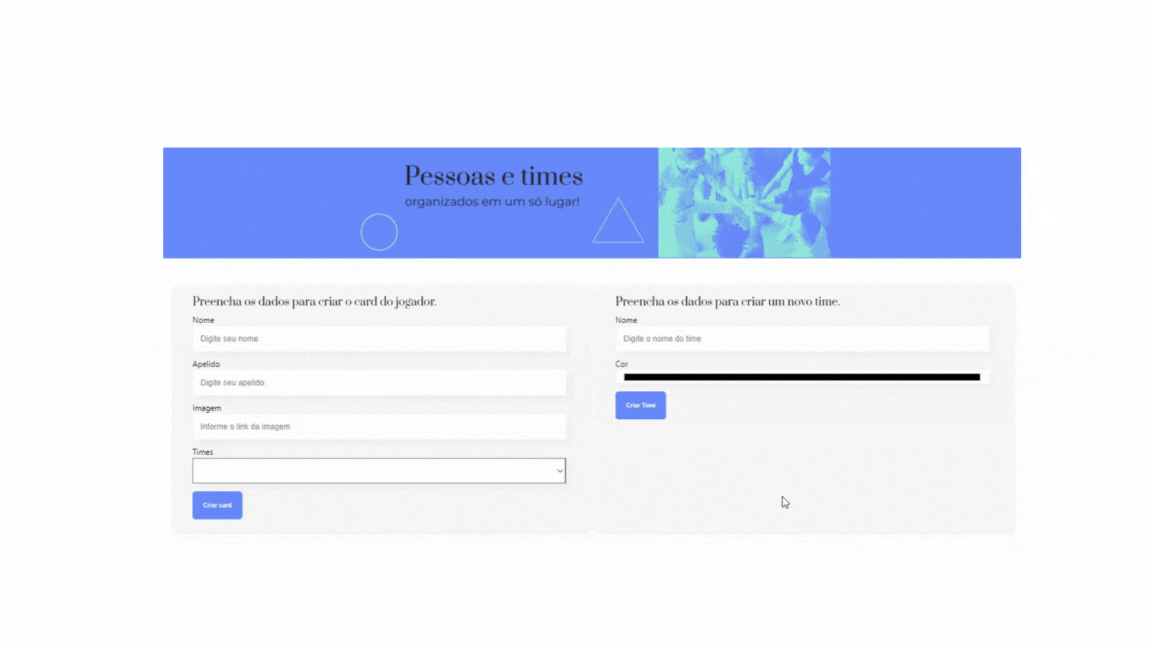 Pessoas e times
organizados em um só lugar!
Preencha os dados para criar o card do jogador.
Nome
Digite seu nome
Apelido
Digite seu apelido
Imagem
Informe o link da imagem
Times
Criar card
Preencha os dados para criar um novo time.
Nome
Digite o nome do time
Cor
Criar Time